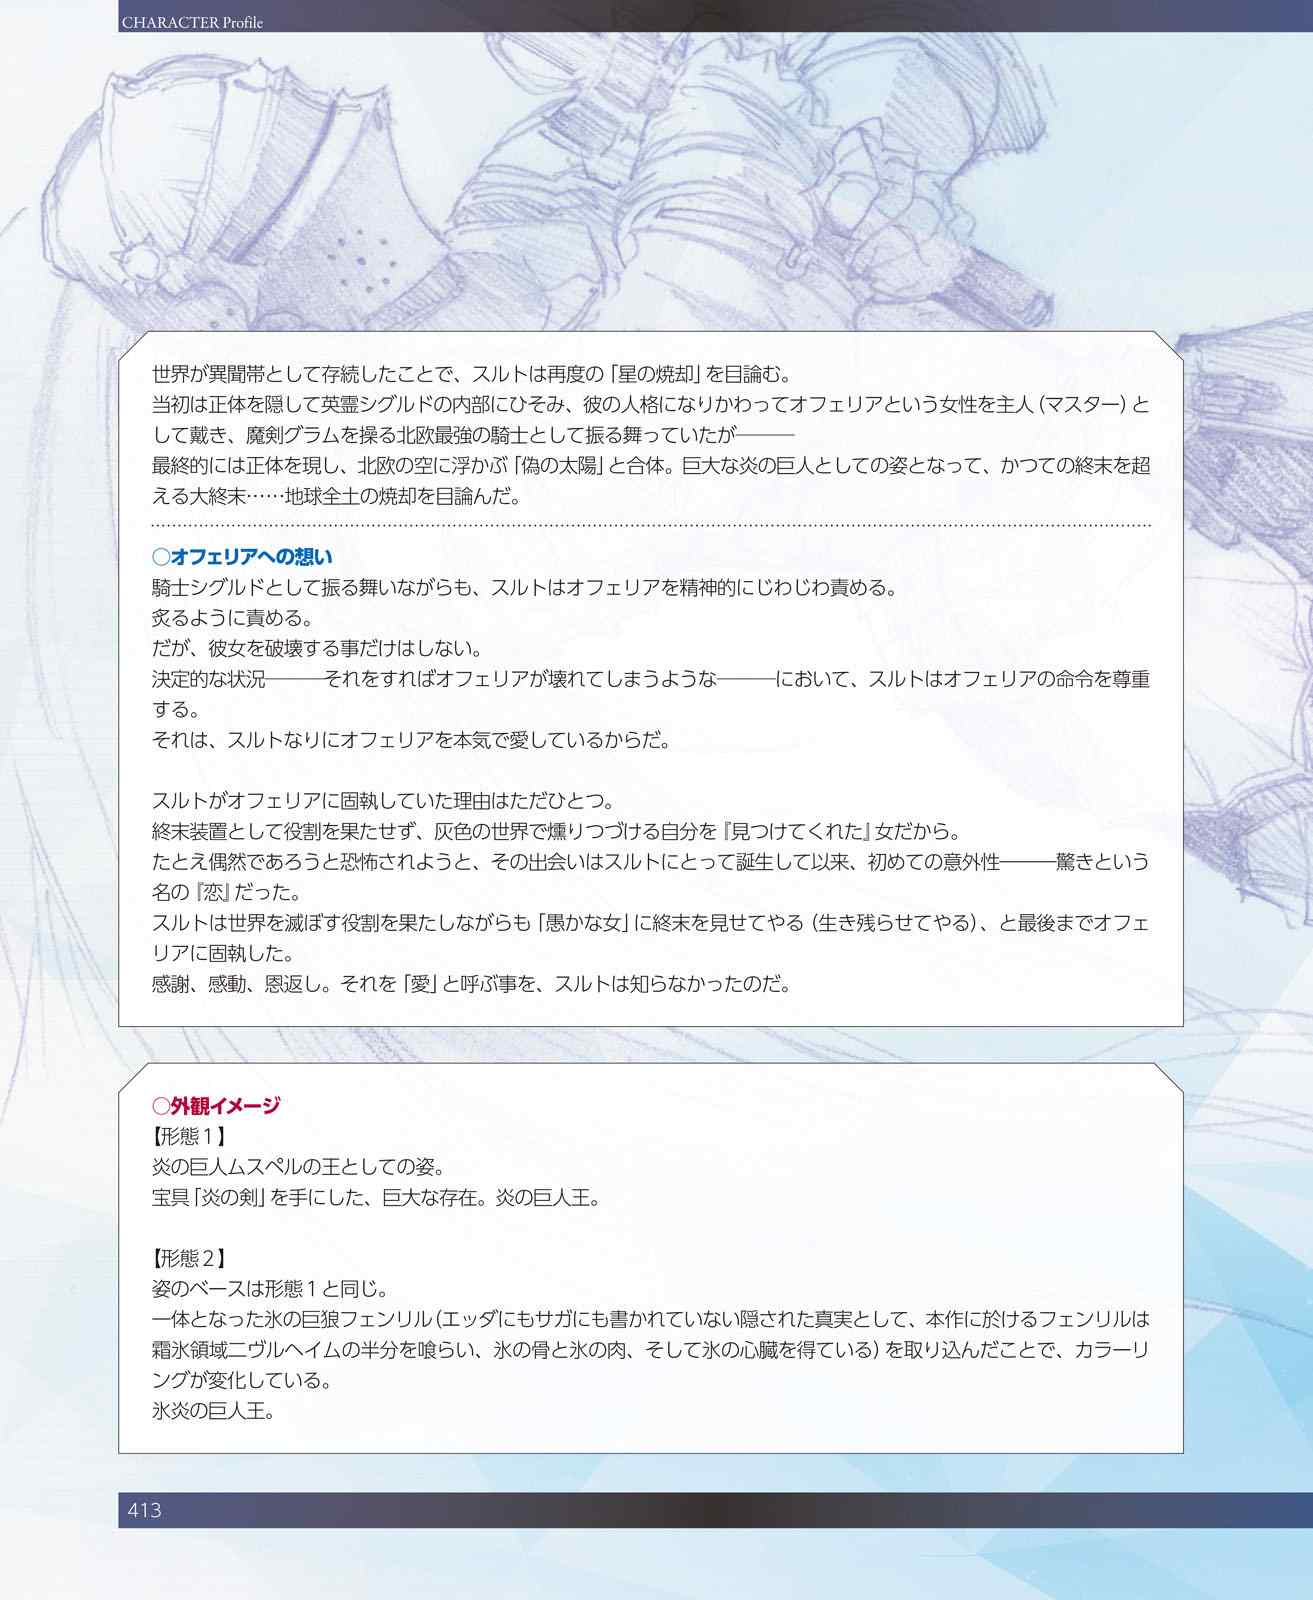 CHARACTER Profile
世界が異聞帯として存続したことで、スルトは再度の「星の焼却」を目論む。
当初は正体を隠して英霊シグルドの内部にひそみ、彼の人格になりかわってオフェリアという女性を主人（マスター）と
して戴き、魔剣グラムを操る北欧最強の騎士として振る舞っていたが―――
最終的には正体を現し、北欧の空に浮かぶ「偽の太陽」と合体。巨大な炎の巨人としての姿となって、かつての終末を超
える大終末……地球全土の焼却を目論んだ。
○オフェリアへの想い
騎士シグルドとして振る舞いながらも、スルトはオフェリアを精神的にじわじわ責める。
炙るように責める。
だが、彼女を破壊する事だけはしない。
決定的な状況―――それをすればオフェリアが壊れてしまうような―――において、スルトはオフェリアの命令を尊重
する。
それは、スルトなりにオフェリアを本気で愛しているからだ。
スルトがオフェリアに固執していた理由はただひとつ。
終末装置として役割を果たせず、灰色の世界で燻りつづける自分を『見つけてくれた』女だから。
たとえ偶然であろうと恐怖されようと、その出会いはスルトにとって誕生して以来、初めての意外性―――驚きという
名の『恋』だった。
スルトは世界を滅ぼす役割を果たしながらも「愚かな女」に終末を見せてやる（生き残らせてやる）、と最後までオフェ
リアに固執した。
感謝、感動、恩返し。それを「愛」と呼ぶ事を、スルトは知らなかったのだ。
○外観イメージ
【形態１】
炎の巨人ムスペルの王としての姿。
宝具「炎の剣」を手にした、巨大な存在。炎の巨人王。
【形態２】
姿のベースは形態１と同じ。
一体となった氷の巨狼フェンリル（エッダにもサガにも書かれていない隠された真実として、本作に於けるフェンリルは
霜氷領域ニヴルヘイムの半分を喰らい、氷の骨と氷の肉、そして氷の心臓を得ている）を取り込んだことで、カラーリ
ングが変化している。
氷炎の巨人王。
413